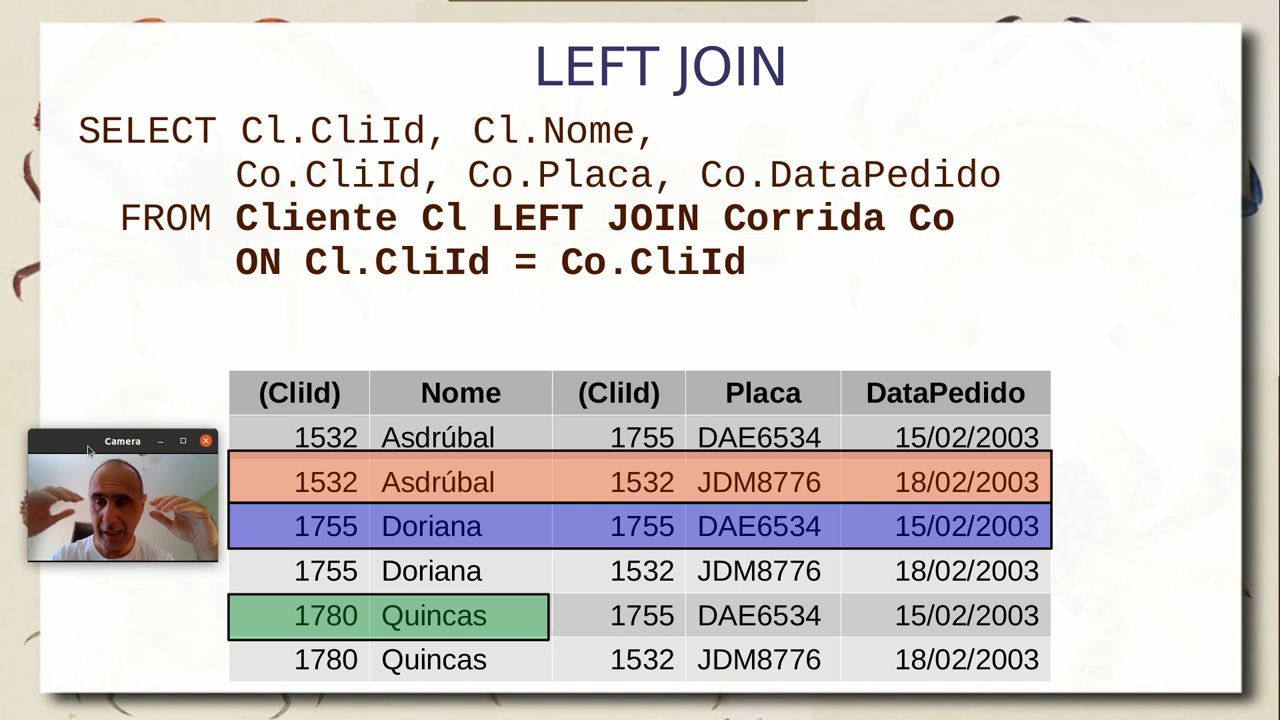 LEFT JOIN
SELECT Cl.CliId, Cl.Nome,
Co.CliId, Co.Placa, Co.DataPedido
FROM Cliente Cl LEFT JOIN Corrida Co
ON Cl.CliId = Co.CliId
(CliId) Nome (CliId) Placa DataPedido
1532 Asdrúbal 1755 DAE6534 15/02/2003
1532 Asdrúbal 1532 JDM8776 18/02/2003
1755 Doriana 1755 DAE6534 15/02/2003
1755 Doriana 1532 JDM8776 18/02/2003
1780 Quincas 1755 DAE6534 15/02/2003
1780 Quincas 1532 JDM8776 18/02/2003
Camera